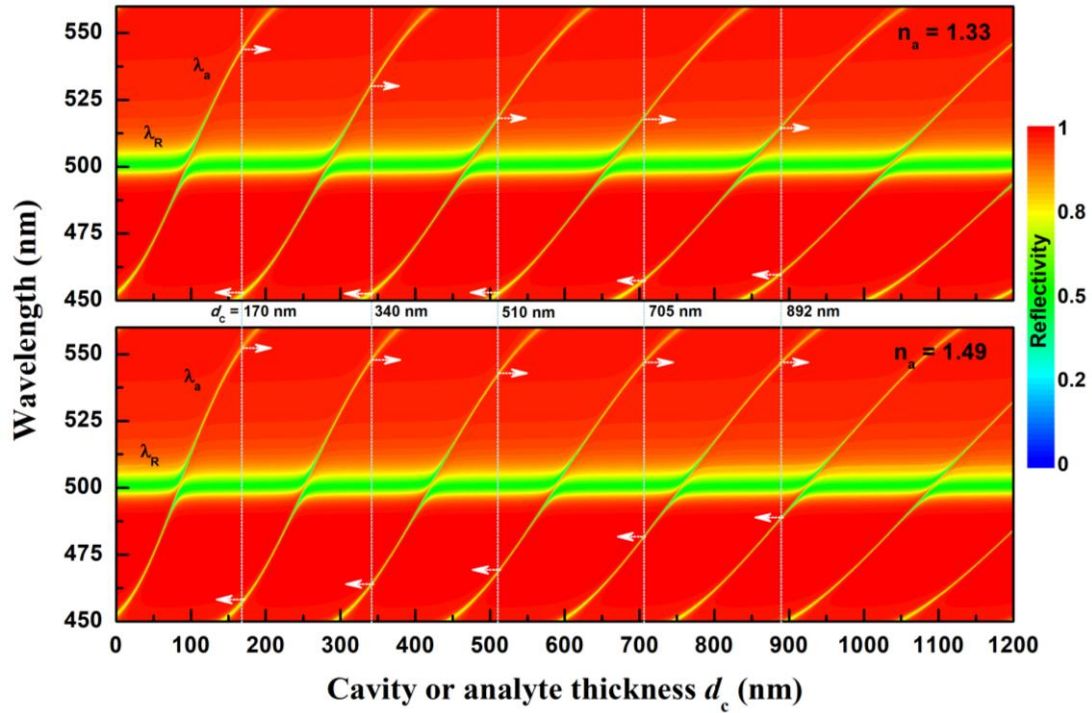 Wavelength (nm)
550
525
500
475
450
λa
λR
na = 1.33
dc = 170 nm
340 nm
510 nm
705 nm
892 nm
550
525
500
475
450
λa
λR
na = 1.49
0
100
200
300
400
500
600
700
800
900
1000
1100
1200
Cavity or analyte thickness dc (nm)
1
0.8
0.5
0.2
0
Reflectivity